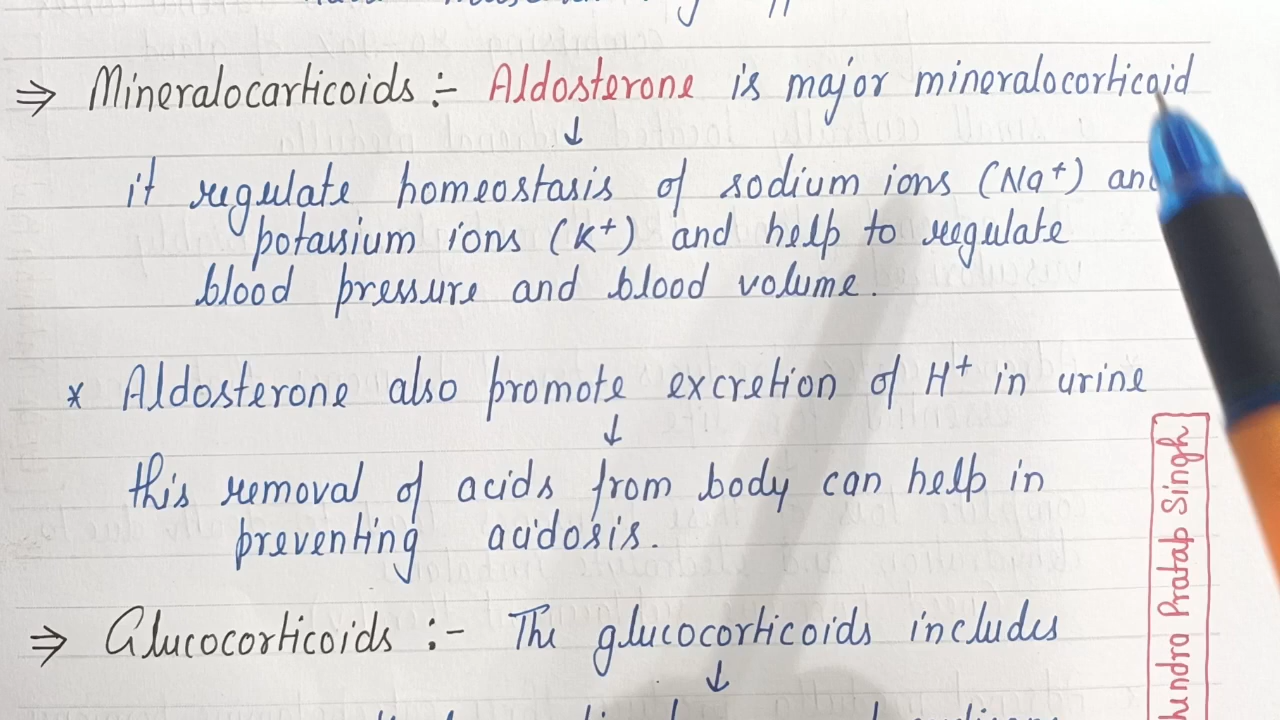 ⇒ Mineralocarticoids :- Aldosterone is major mineralocorticoid
↓
it regulate homeostasis of sodium ions (Na⁺) and
potassium ions (K⁺) and help to regulate
blood pressure and blood volume.
* Aldosterone also promote excretion of H⁺ in urine
↓
this removal of acids from body can help in
preventing acidosis.
⇒ Glucocorticoids :- The glucocorticoids includes
↓
Pratap Singh